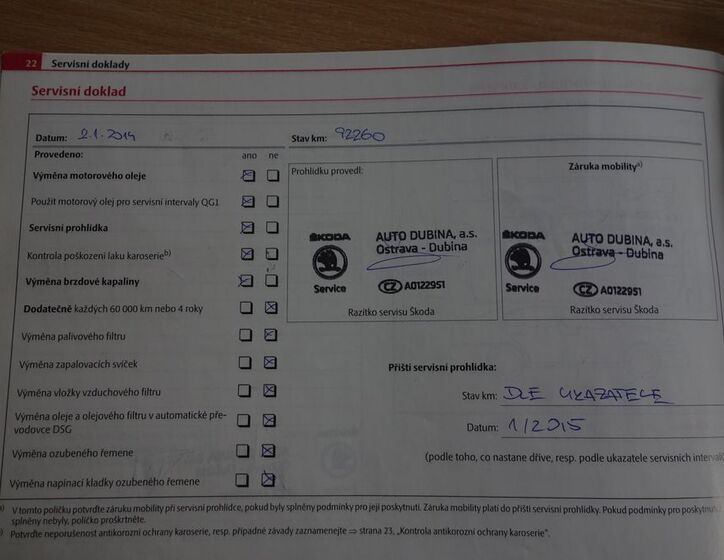 22 Servisní doklady
Servisní doklad
Datum: 2.1.2014 Stav km: 92260
Provedeno: ano ne
Prohlídku provedl: Záruka mobility a)
Výměna motorového oleje
Použit motorový olej pro servisní intervaly QG1
Servisní prohlídka
Kontrola poškození laku karoserie b)
Výměna brzdové kapaliny
Dodatečně každých 60 000 km nebo 4 roky
Výměna palivového filtru
Výměna zapalovacích svíček
Výměna vložky vzduchového filtru
Výměna oleje a olejového filtru v automatické pře-
vodovce DSG
Výměna ozubeného řemene
Výměna napínací kladky ozubeného řemene
ŠKODA
Service
AUTO DUBINA, a.s.
Ostrava - Dubina
CZ A0122951
Razítko servisu Škoda
ŠKODA
Service
AUTO DUBINA, a.s.
Ostrava - Dubina
CZ A0122951
Razítko servisu Škoda
Příští servisní prohlídka:
Stav km: DLE UKAZATELE
Datum: 1/2015
(podle toho, co nastane dříve, resp. podle ukazatele servisních interval
a) V tomto políčku potvrďte záruku mobility při servisní prohlídce, pokud byly splněny podmínky pro její poskytnutí. Záruka mobility platí do příští servisní prohlídky. Pokud podmínky pro poskytnut
splněny nebyly, políčko proškrtněte.
) Potvrďte neporušenost antikorozní ochrany karoserie, resp. případné závady zaznamenejte ⇒ strana 23, „Kontrola antikorozní ochrany karoserie“.